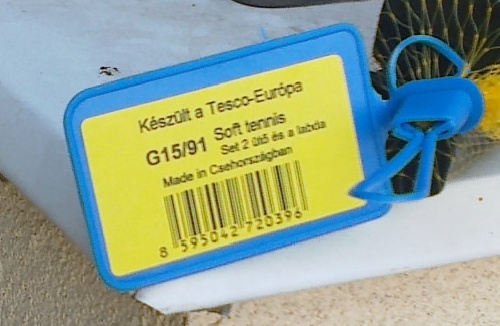 Készült a Tesco-Európa
G15/91 Soft tennis
Set 2 ütő és a labda
Made in Csehországban
8 595042 720396